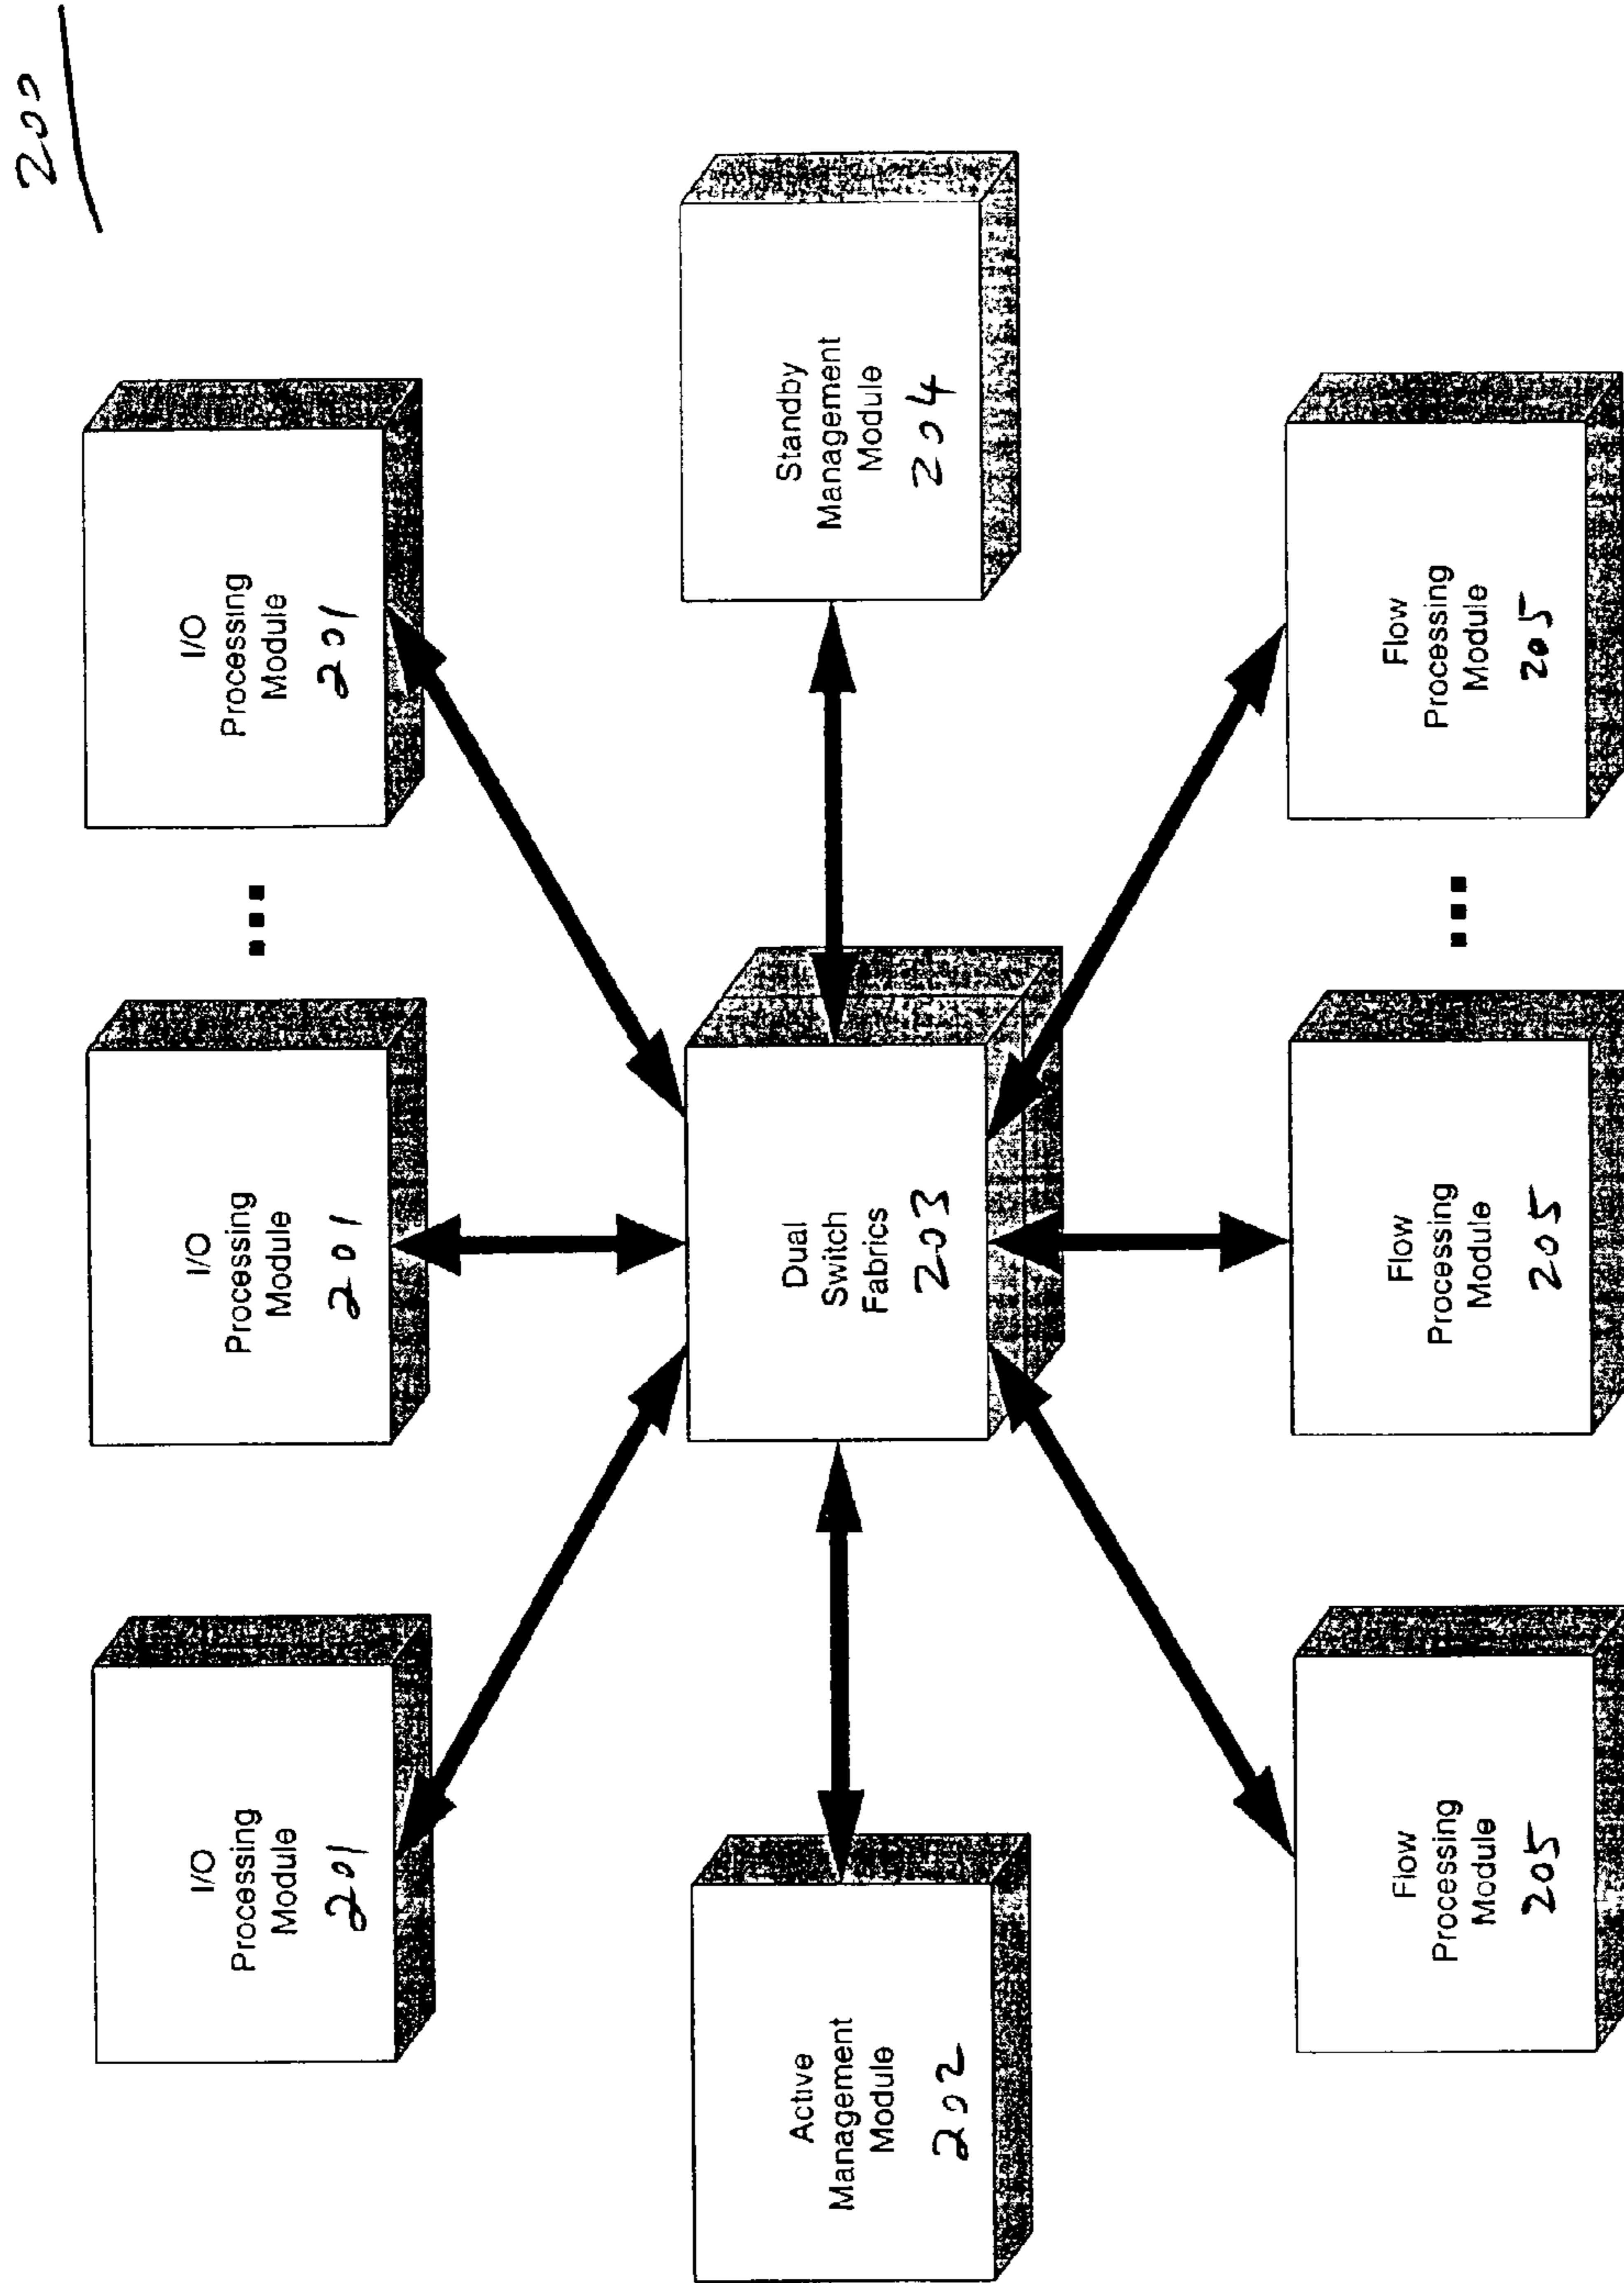 200
I/O
Processing
Module
201
I/O
Processing
Module
201
...
I/O
Processing
Module
201
Active
Management
Module
202
Dual
Switch
Fabrics
203
Standby
Management
Module
204
Flow
Processing
Module
205
Flow
Processing
Module
205
...
Flow
Processing
Module
205